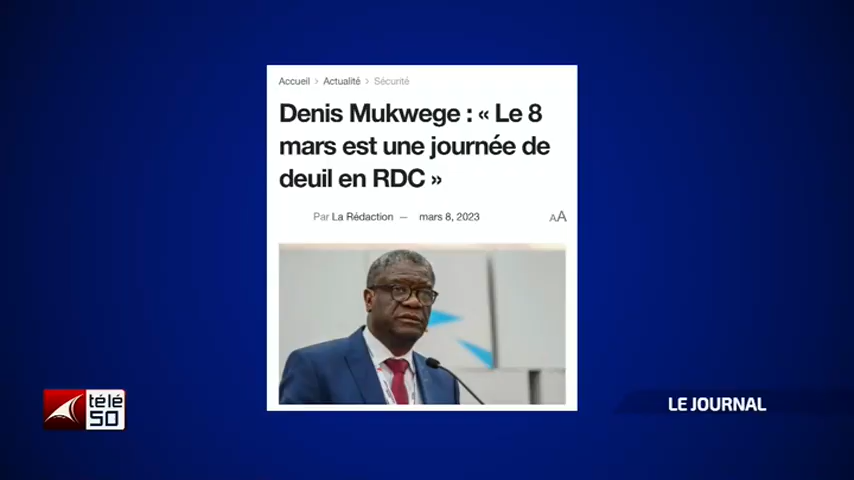 Accueil > Actualité > Sécurité
Denis Mukwege : « Le 8
mars est une journée de
deuil en RDC »
Par La Rédaction — mars 8, 2023
AA
télé
50
LE JOURNAL